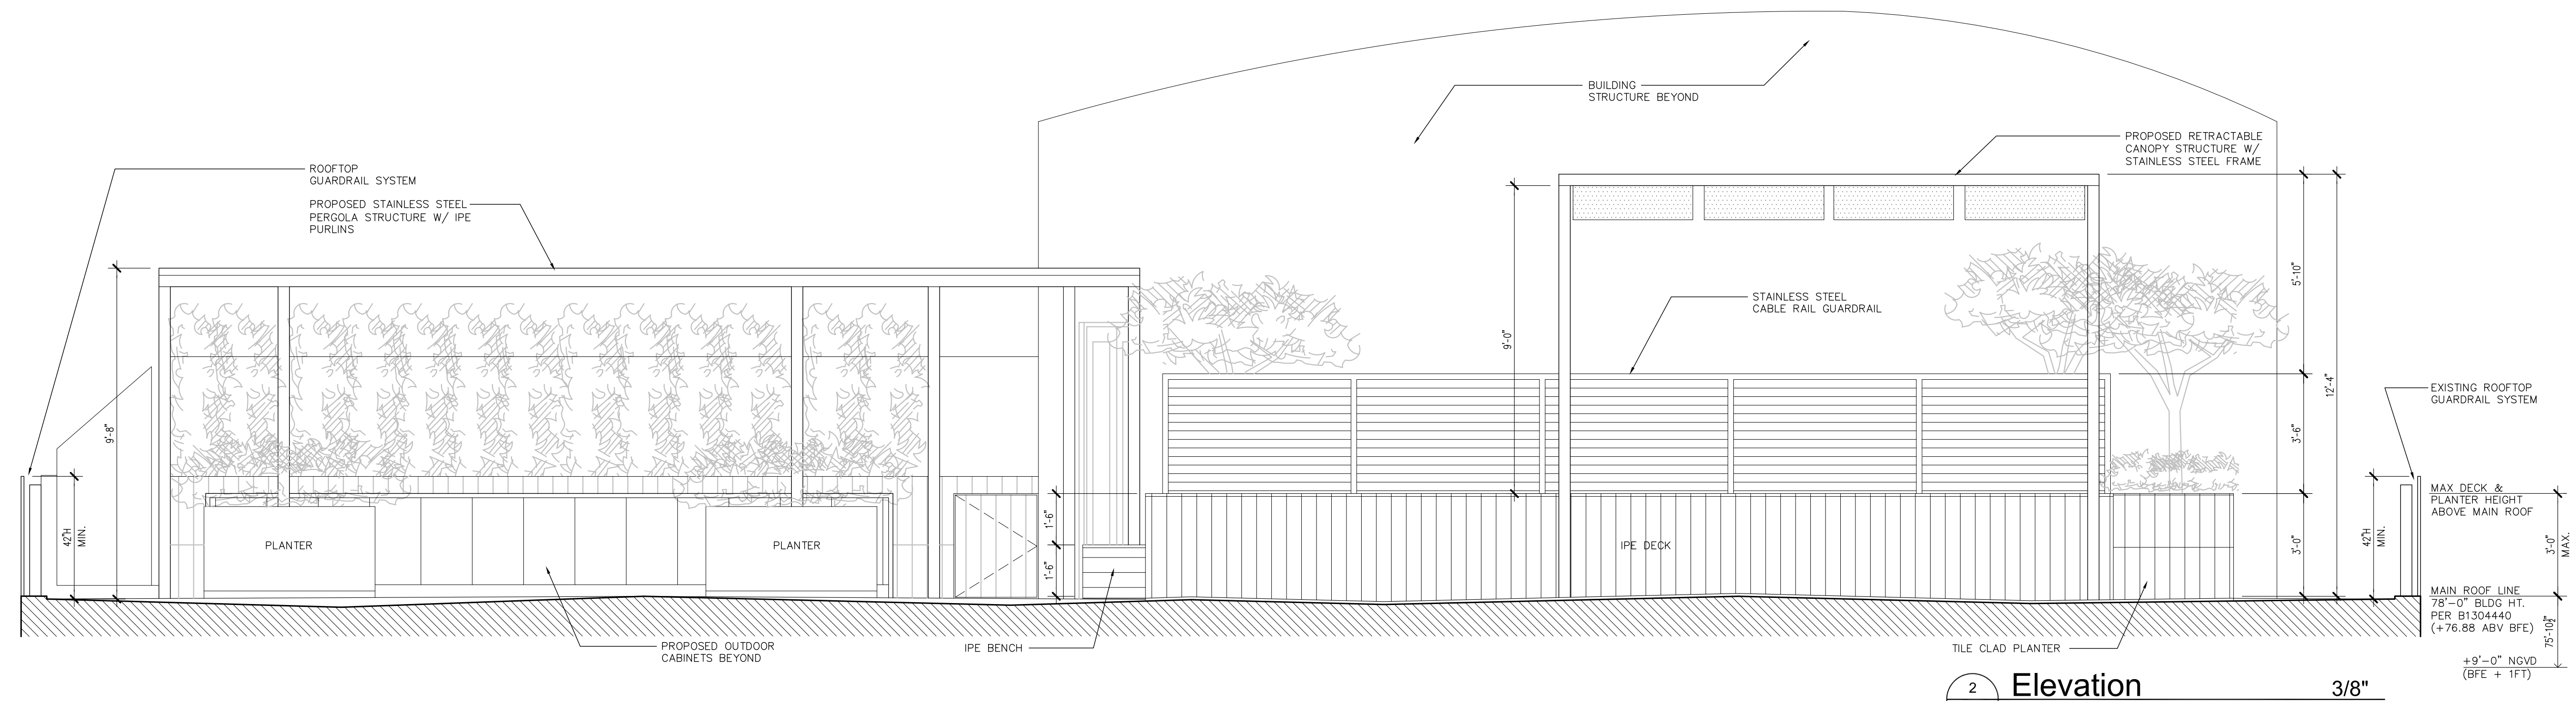 BUILDING
STRUCTURE BEYOND
PROPOSED RETRACTABLE
CANOPY STRUCTURE W/
STAINLESS STEEL FRAME
ROOFTOP
GUARDRAIL SYSTEM
PROPOSED STAINLESS STEEL
PERGOLA STRUCTURE W/ IPE
PURLINS
STAINLESS STEEL
CABLE RAIL GUARDRAIL
9'-0"
5'-10"
12'-4"
3'-6"
3'-0"
9'-8"
42"H
MIN.
PLANTER
PLANTER
1'-6"
1'-6"
IPE DECK
EXISTING ROOFTOP
GUARDRAIL SYSTEM
42"H
MIN.
MAX DECK &
PLANTER HEIGHT
ABOVE MAIN ROOF
3'-0"
MAX.
MAIN ROOF LINE
78'-0" BLDG HT.
PER B1304440
(+76.88 ABV BFE)
75'-10½"
+9'-0" NGVD
(BFE + 1FT)
PROPOSED OUTDOOR
CABINETS BEYOND
IPE BENCH
TILE CLAD PLANTER
2 Elevation 3/8"